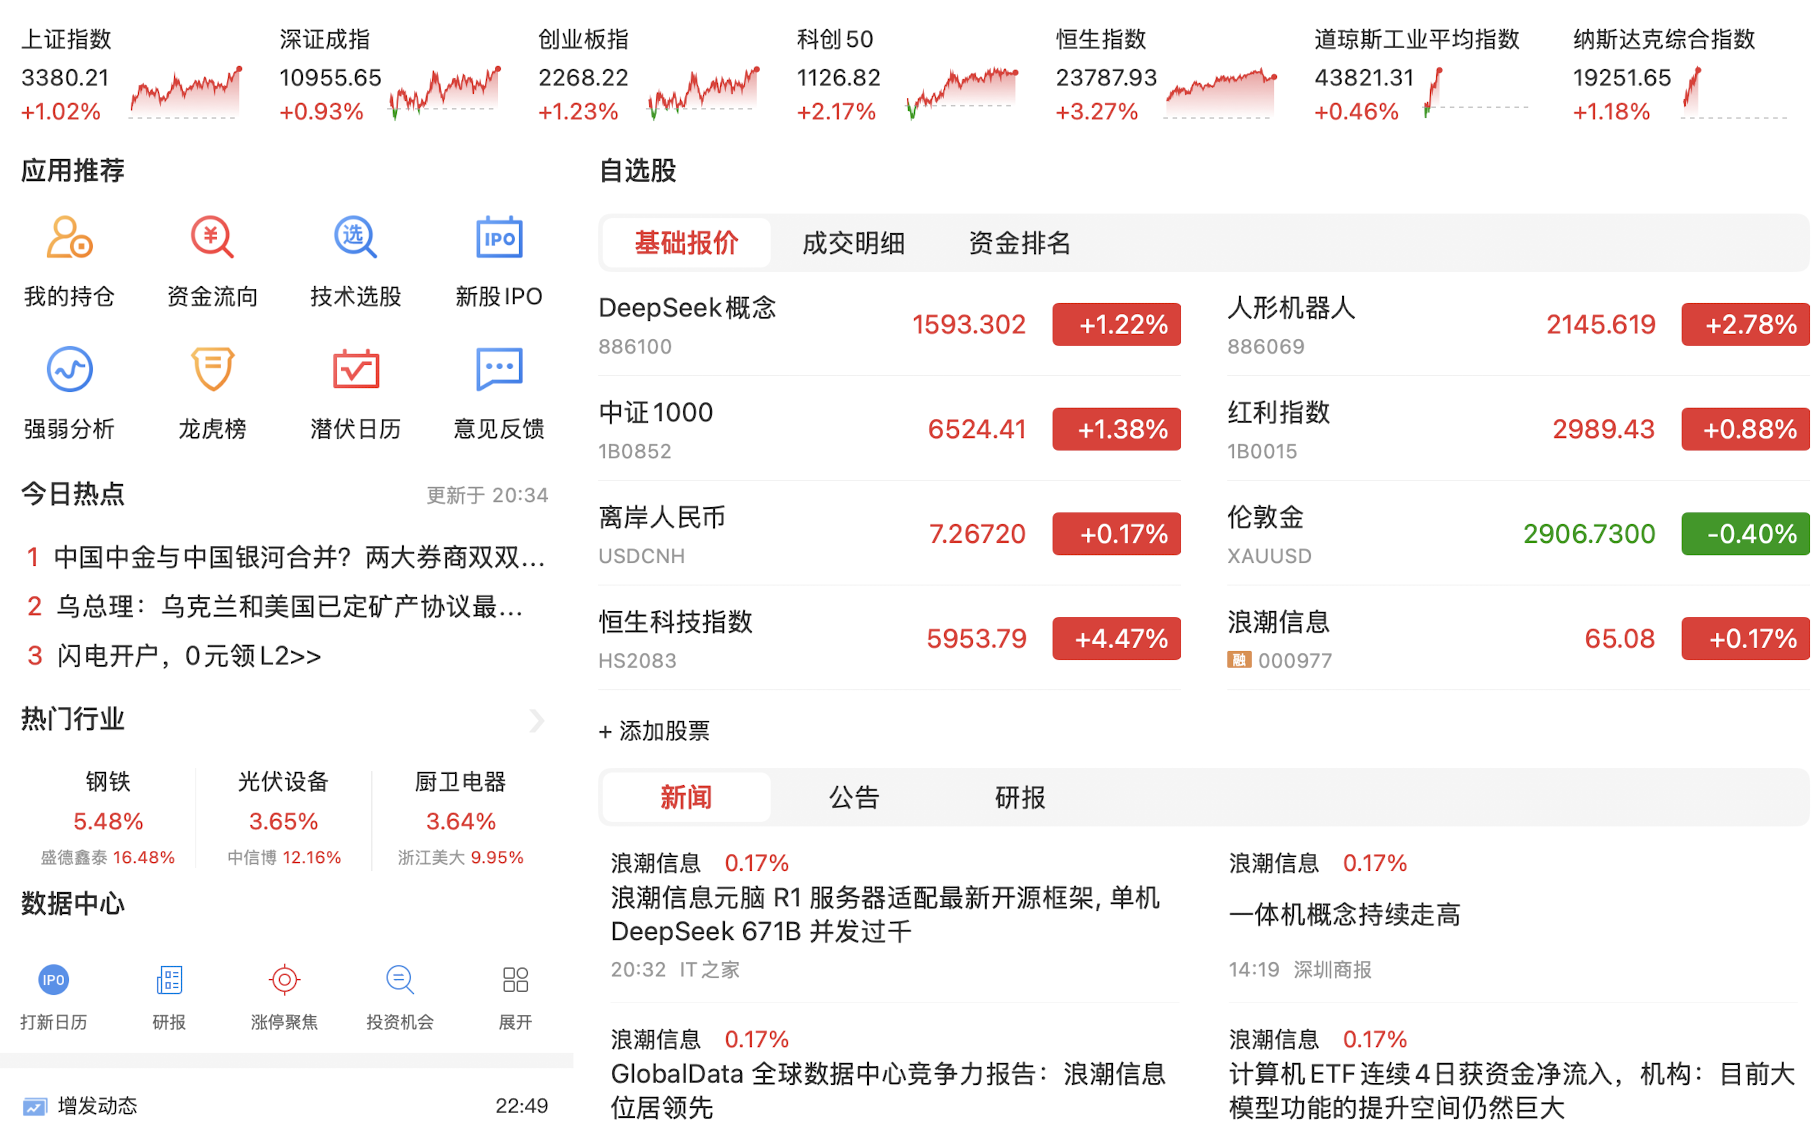 上证指数
3380.21
+1.02%
深证成指
10955.65
+0.93%
创业板指
2268.22
+1.23%
科创50
1126.82
+2.17%
恒生指数
23787.93
+3.27%
道琼斯工业平均指数
43821.31
+0.46%
纳斯达克综合指数
19251.65
+1.18%
应用推荐
¥
选
IPO
我的持仓
资金流向
技术选股
新股IPO
强弱分析
龙虎榜
潜伏日历
意见反馈
今日热点
更新于 20:34
1 中国中金与中国银河合并？两大券商双双...
2 乌总理：乌克兰和美国已定矿产协议最...
3 闪电开户，0元领L2>>
热门行业
钢铁
5.48%
盛德鑫泰 16.48%
光伏设备
3.65%
中信博 12.16%
厨卫电器
3.64%
浙江美大 9.95%
数据中心
IPO
打新日历
研报
涨停聚焦
投资机会
展开
增发动态
22:49
自选股
基础报价
成交明细
资金排名
DeepSeek概念
886100
1593.302
+1.22%
人形机器人
886069
2145.619
+2.78%
中证1000
1B0852
6524.41
+1.38%
红利指数
1B0015
2989.43
+0.88%
离岸人民币
USDCNH
7.26720
+0.17%
伦敦金
XAUUSD
2906.7300
-0.40%
恒生科技指数
HS2083
5953.79
+4.47%
浪潮信息
融 000977
65.08
+0.17%
+ 添加股票
新闻
公告
研报
浪潮信息 0.17%
浪潮信息元脑 R1 服务器适配最新开源框架, 单机
DeepSeek 671B 并发过千
20:32 IT之家
浪潮信息 0.17%
一体机概念持续走高
14:19 深圳商报
浪潮信息 0.17%
GlobalData 全球数据中心竞争力报告：浪潮信息
位居领先
浪潮信息 0.17%
计算机ETF连续4日获资金净流入，机构：目前大
模型功能的提升空间仍然巨大